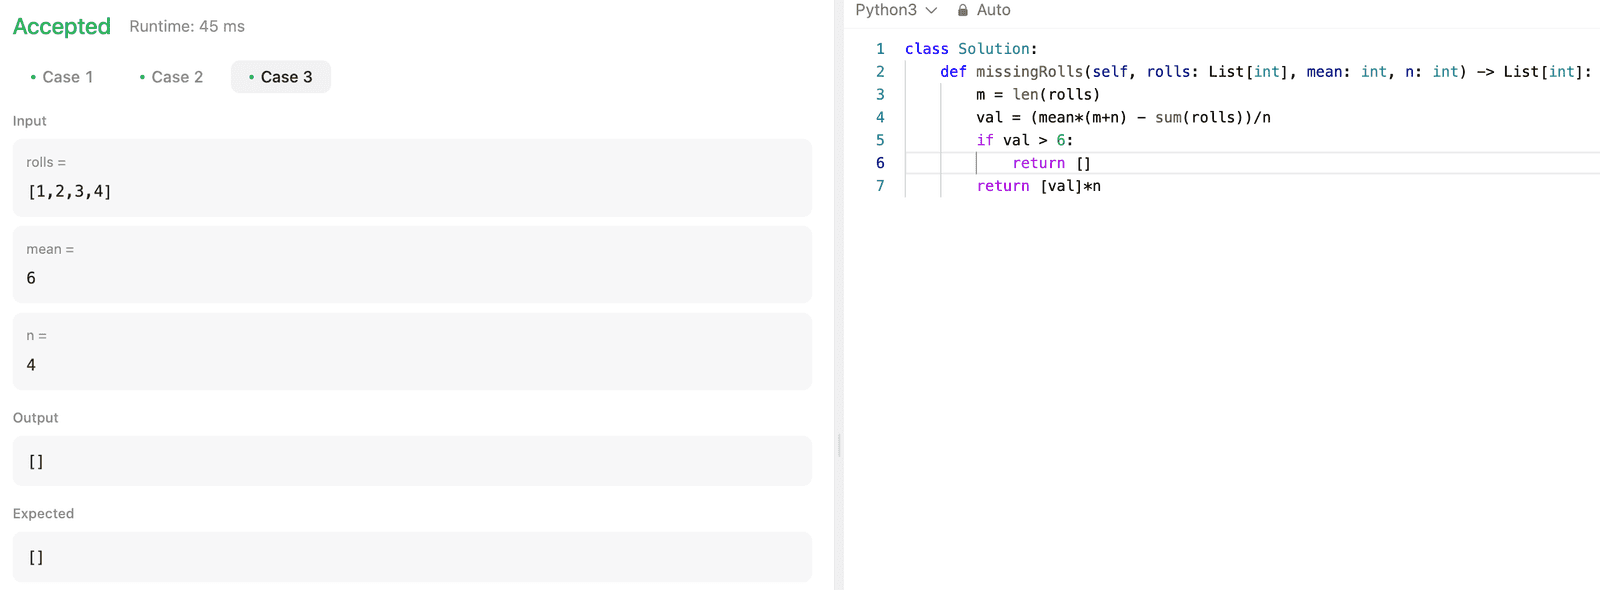 Accepted Runtime: 45 ms
• Case 1 • Case 2 • Case 3
Input
rolls =
[1,2,3,4]
mean =
6
n =
4
Output
[]
Expected
[]
Python3 Auto
1 class Solution:
2     def missingRolls(self, rolls: List[int], mean: int, n: int) -> List[int]:
3         m = len(rolls)
4         val = (mean*(m+n) - sum(rolls))/n
5         if val > 6:
6             return []
7         return [val]*n